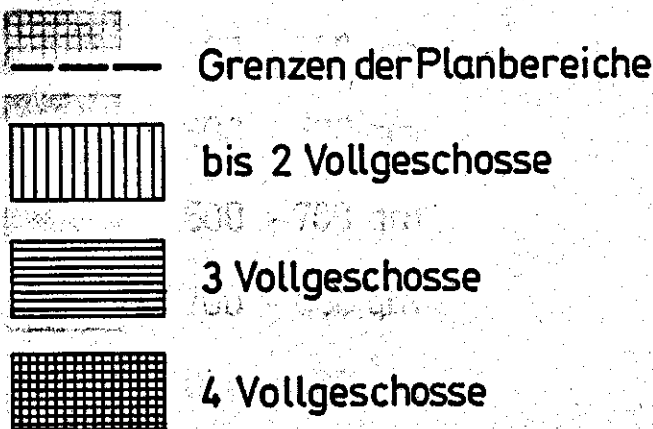 Grenzen der Planbereiche
bis 2 Vollgeschosse
3 Vollgeschosse
4 Vollgeschosse